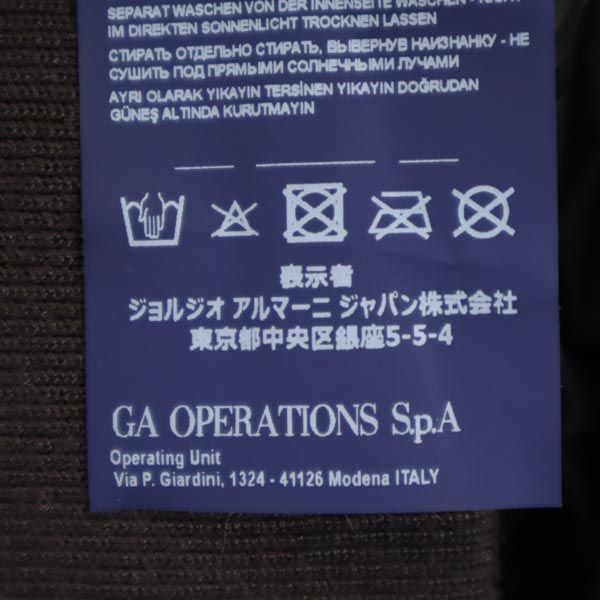 SEPARAT WASCHEN VON DER INNENSEITE WASCHEN - NICHT
IM DIREKTEN SONNENLICHT TROCKNEN LASSEN
СТИРАТЬ ОТДЕЛЬНО СТИРАТЬ, ВЫВЕРНУВ НАИЗНАНКУ - НЕ
СУШИТЬ ПОД ПРЯМЫМИ СОЛНЕЧНЫМИ ЛУЧАМИ
AYRI OLARAK YIKAYIN TERSİNEN YIKAYIN DOĞRUDAN
GÜNEŞ ALTINDA KURUTMAYIN
表示者
ジョルジオ アルマーニ ジャパン株式会社
東京都中央区銀座5-5-4
GA OPERATIONS S.p.A
Operating Unit
Via P. Giardini, 1324 - 41126 Modena ITALY